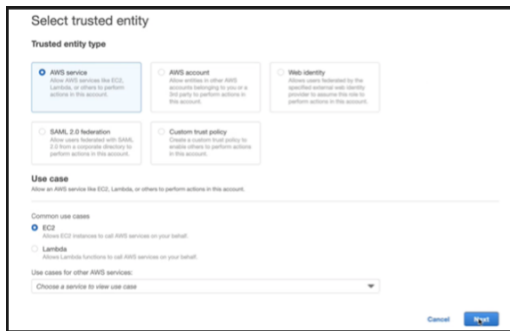 Select trusted entity
Trusted entity type
AWS service
Allow AWS services like EC2,
Lambda, or others to perform
actions in this account.
AWS account
Allow entities in other AWS
accounts belonging to you or a
3rd party to perform actions in
this account.
Web identity
Allows users federated by the
specified external web identity
provider to assume this role to
perform actions in this account.
SAML 2.0 federation
Allow users federated with SAML
2.0 from a corporate directory to
perform actions in this account.
Custom trust policy
Create a custom trust policy to
enable others to perform actions
in this account.
Use case
Allow an AWS service like EC2, Lambda, or others to perform actions in this account.
Common use cases
EC2
Allows EC2 instances to call AWS services on your behalf.
Lambda
Allows Lambda functions to call AWS services on your behalf.
Use cases for other AWS services:
Choose a service to view use case
Cancel
Next